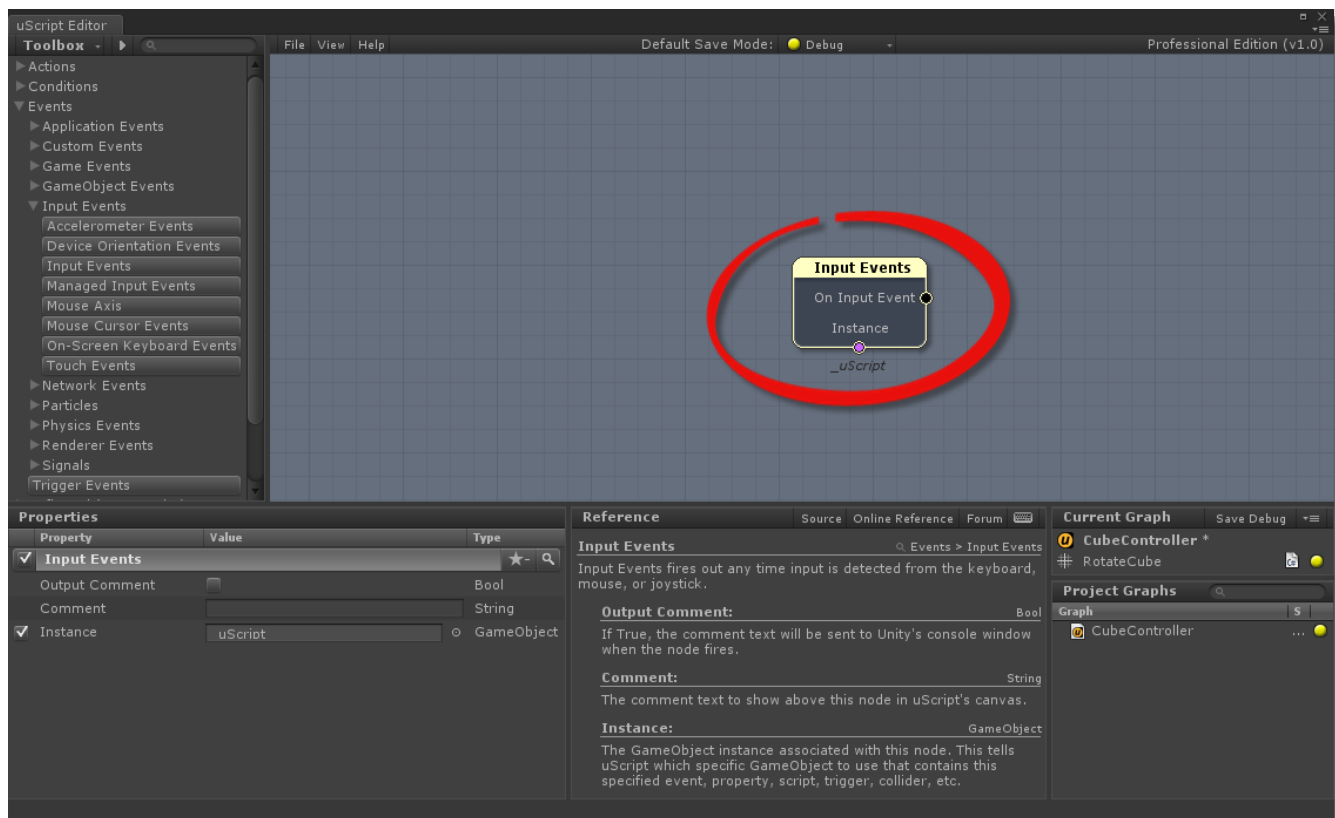 uScript Editor
Toolbox
File View Help
Default Save Mode: Debug
Professional Edition (v1.0)
Actions
Conditions
Events
Application Events
Custom Events
Game Events
GameObject Events
Input Events
Accelerometer Events
Device Orientation Events
Input Events
Managed Input Events
Mouse Axis
Mouse Cursor Events
On-Screen Keyboard Events
Touch Events
Network Events
Particles
Physics Events
Renderer Events
Signals
Trigger Events
Input Events
On Input Event
Instance
_uScript
Properties
Property Value Type
Input Events
Output Comment Bool
Comment String
Instance uScript GameObject
Reference Source Online Reference Forum
Input Events Events > Input Events
Input Events fires out any time input is detected from the keyboard,
mouse, or joystick.
Output Comment: Bool
If True, the comment text will be sent to Unity's console window
when the node fires.
Comment: String
The comment text to show above this node in uScript's canvas.
Instance: GameObject
The GameObject instance associated with this node. This tells
uScript which specific GameObject to use that contains this
specified event, property, script, trigger, collider, etc.
Current Graph Save Debug
CubeController *
RotateCube
Project Graphs
Graph S
CubeController ...